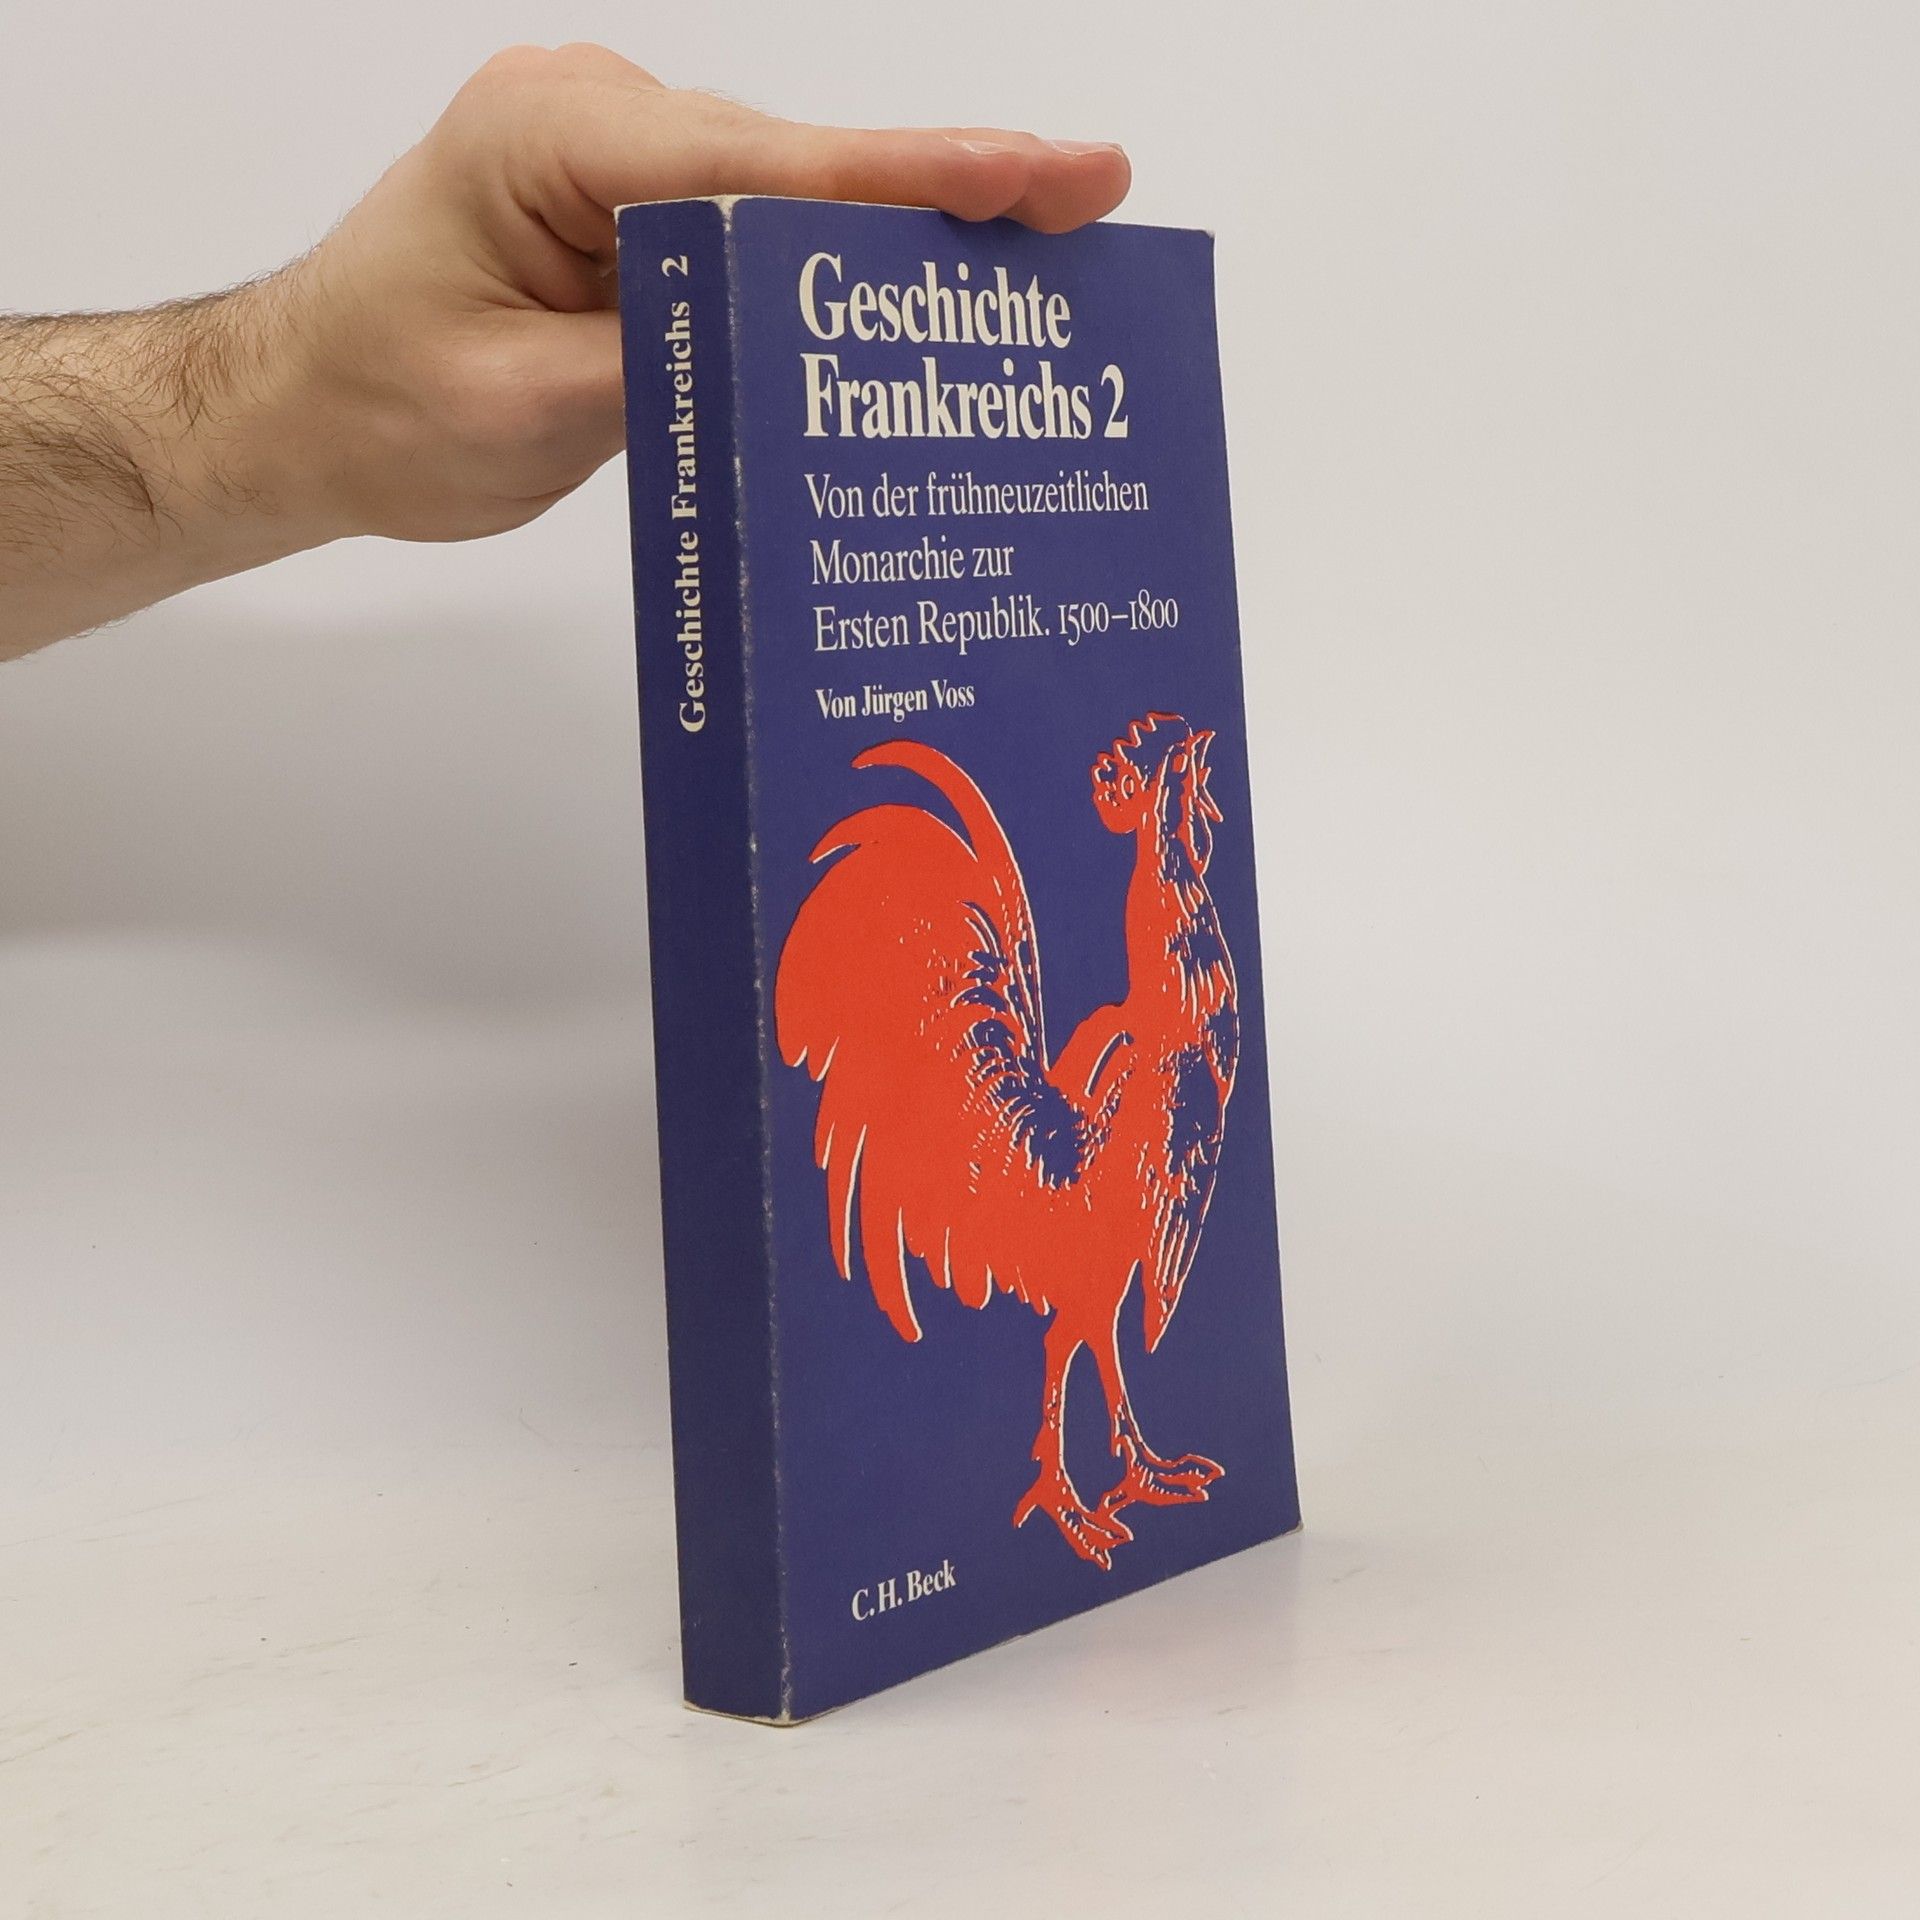 Geschichte Frankreichs 2
Geschichte
Frankreichs 2
Von der frühneuzeitlichen
Monarchie zur
Ersten Republik. 1500–1800
Von Jürgen Voss
C.H.Beck